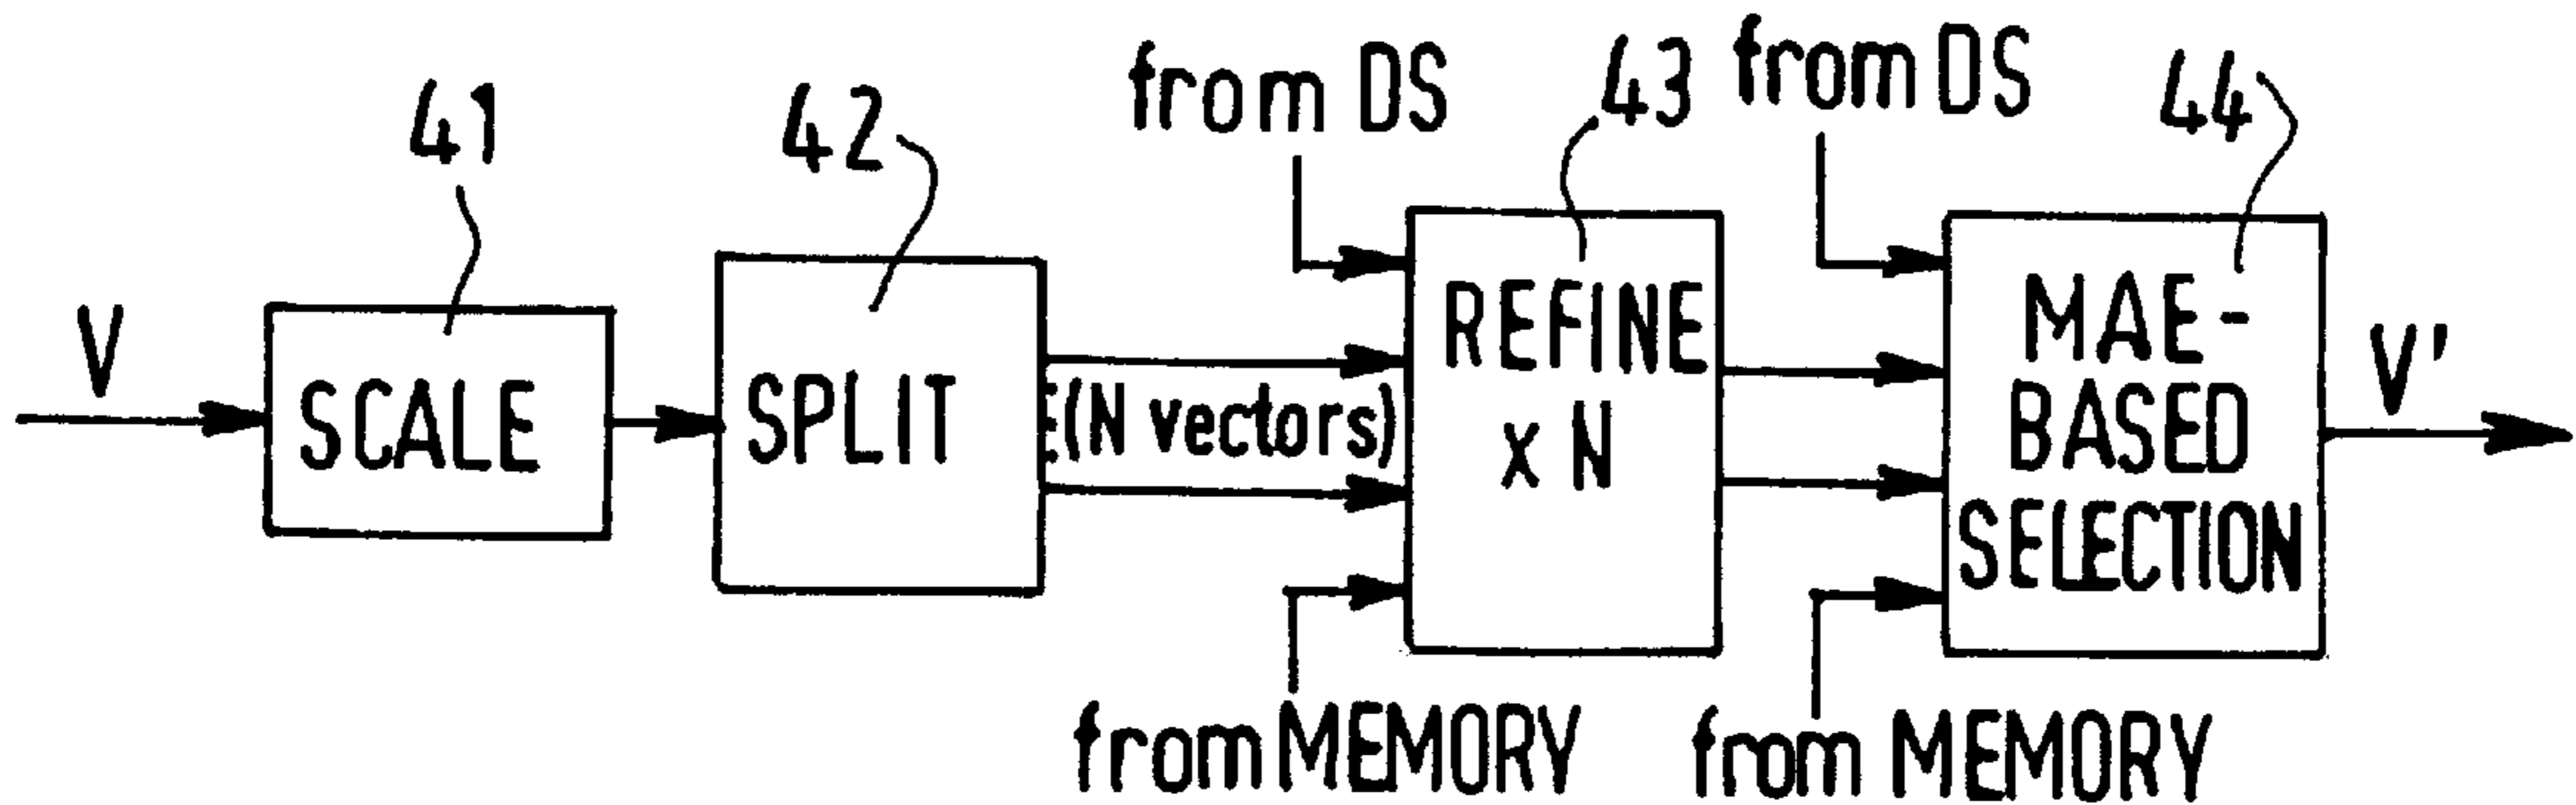 41
42
from DS
43
from DS
44
V
SCALE
SPLIT
(N vectors)
REFINE
x N
MAE-
BASED
SELECTION
V'
from MEMORY
from MEMORY